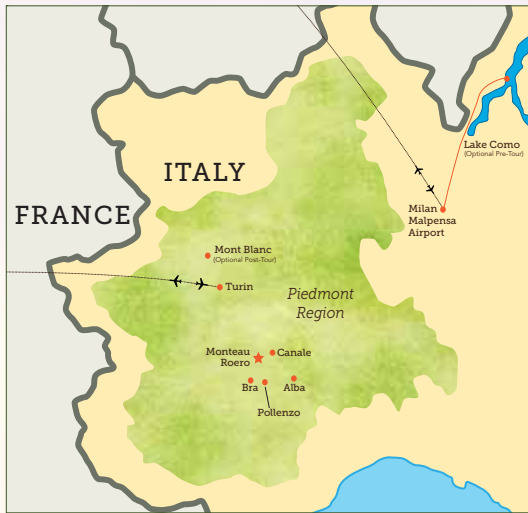 Lake Como
(Optional Pre-Tour)
ITALY
FRANCE
Milan
Malpensa
Airport
Mont Blanc
(Optional Post-Tour)
Turin
Piedmont
Region
Monteau
Roero
Canale
Bra
Alba
Pollenzo